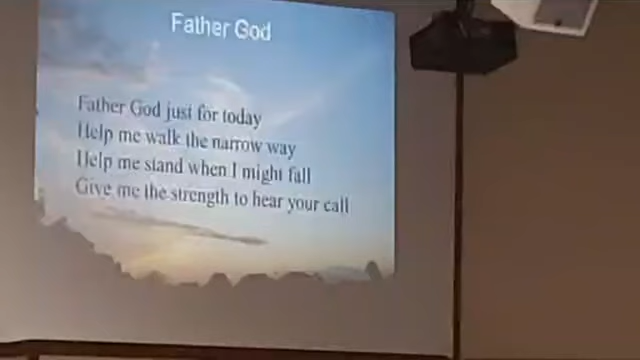 Father God
Father God just for today
Help me walk the narrow way
Help me stand when I might fall
Give me the strength to hear your call